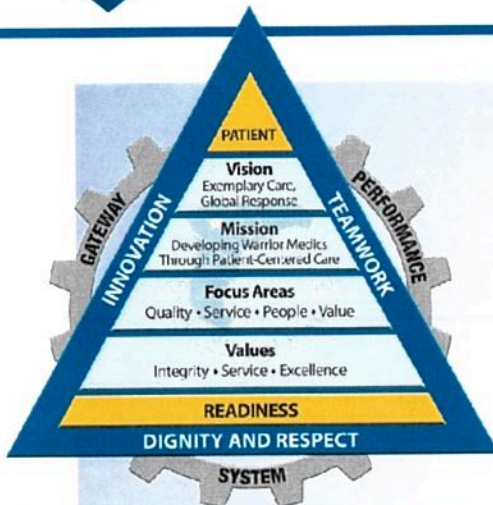 PATIENT
Vision
Exemplary Care,
Global Response
Mission
Developing Warrior Medics
Through Patient-Centered Care
Focus Areas
Quality • Service • People • Value
Values
Integrity • Service • Excellence
READINESS
DIGNITY AND RESPECT
INNOVATION
TEAMWORK
GATEWAY
PERFORMANCE
SYSTEM